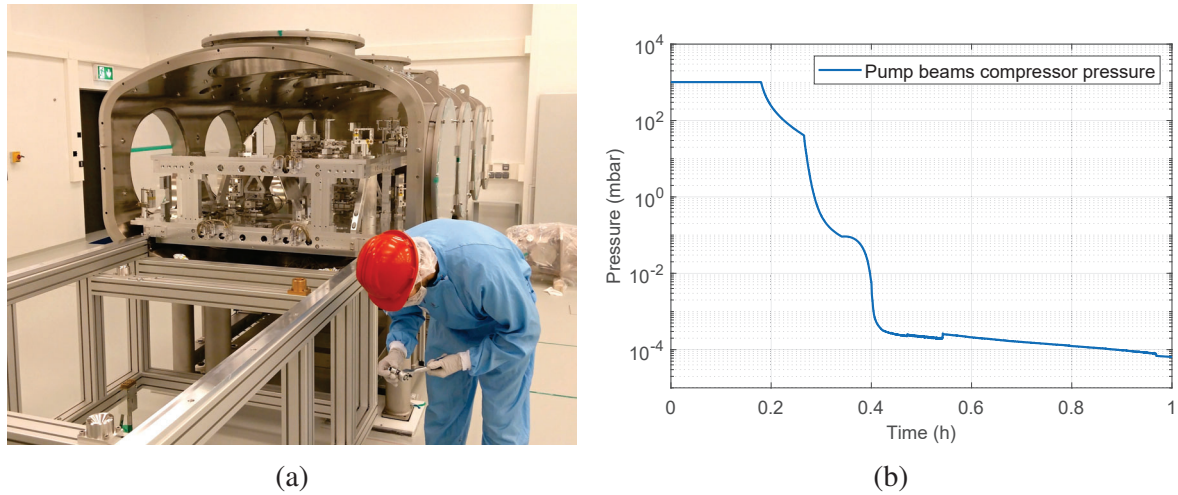 10^4
10^2
10^0
10^-2
10^-4
Pressure (mbar)
Pump beams compressor pressure
0 0.2 0.4 0.6 0.8 1
Time (h)
(a) (b)